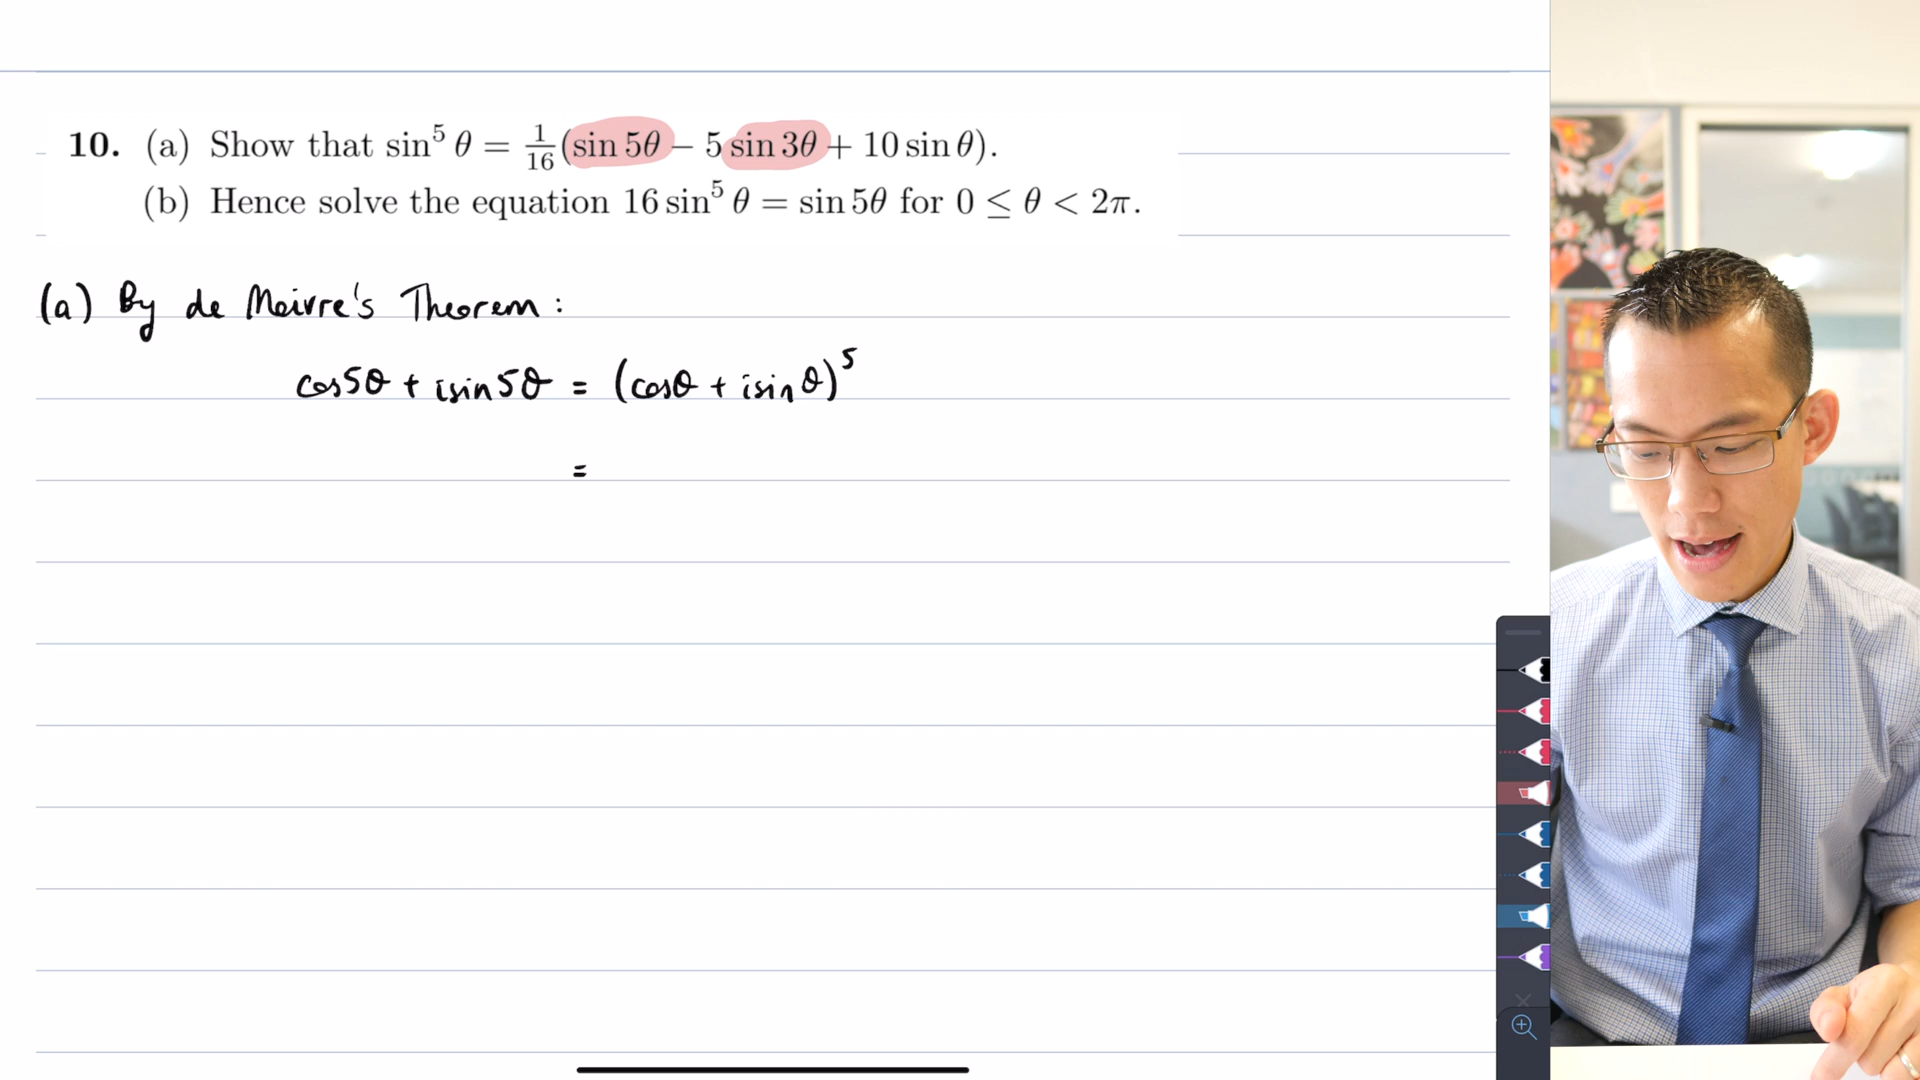 10. (a) Show that sin⁵ θ = 1/16 (sin 5θ − 5 sin 3θ + 10 sin θ).
(b) Hence solve the equation 16 sin⁵ θ = sin 5θ for 0 ≤ θ < 2π.
(a) By de Moivre's Theorem :
cos5θ + isin5θ = (cosθ + isinθ)⁵
=